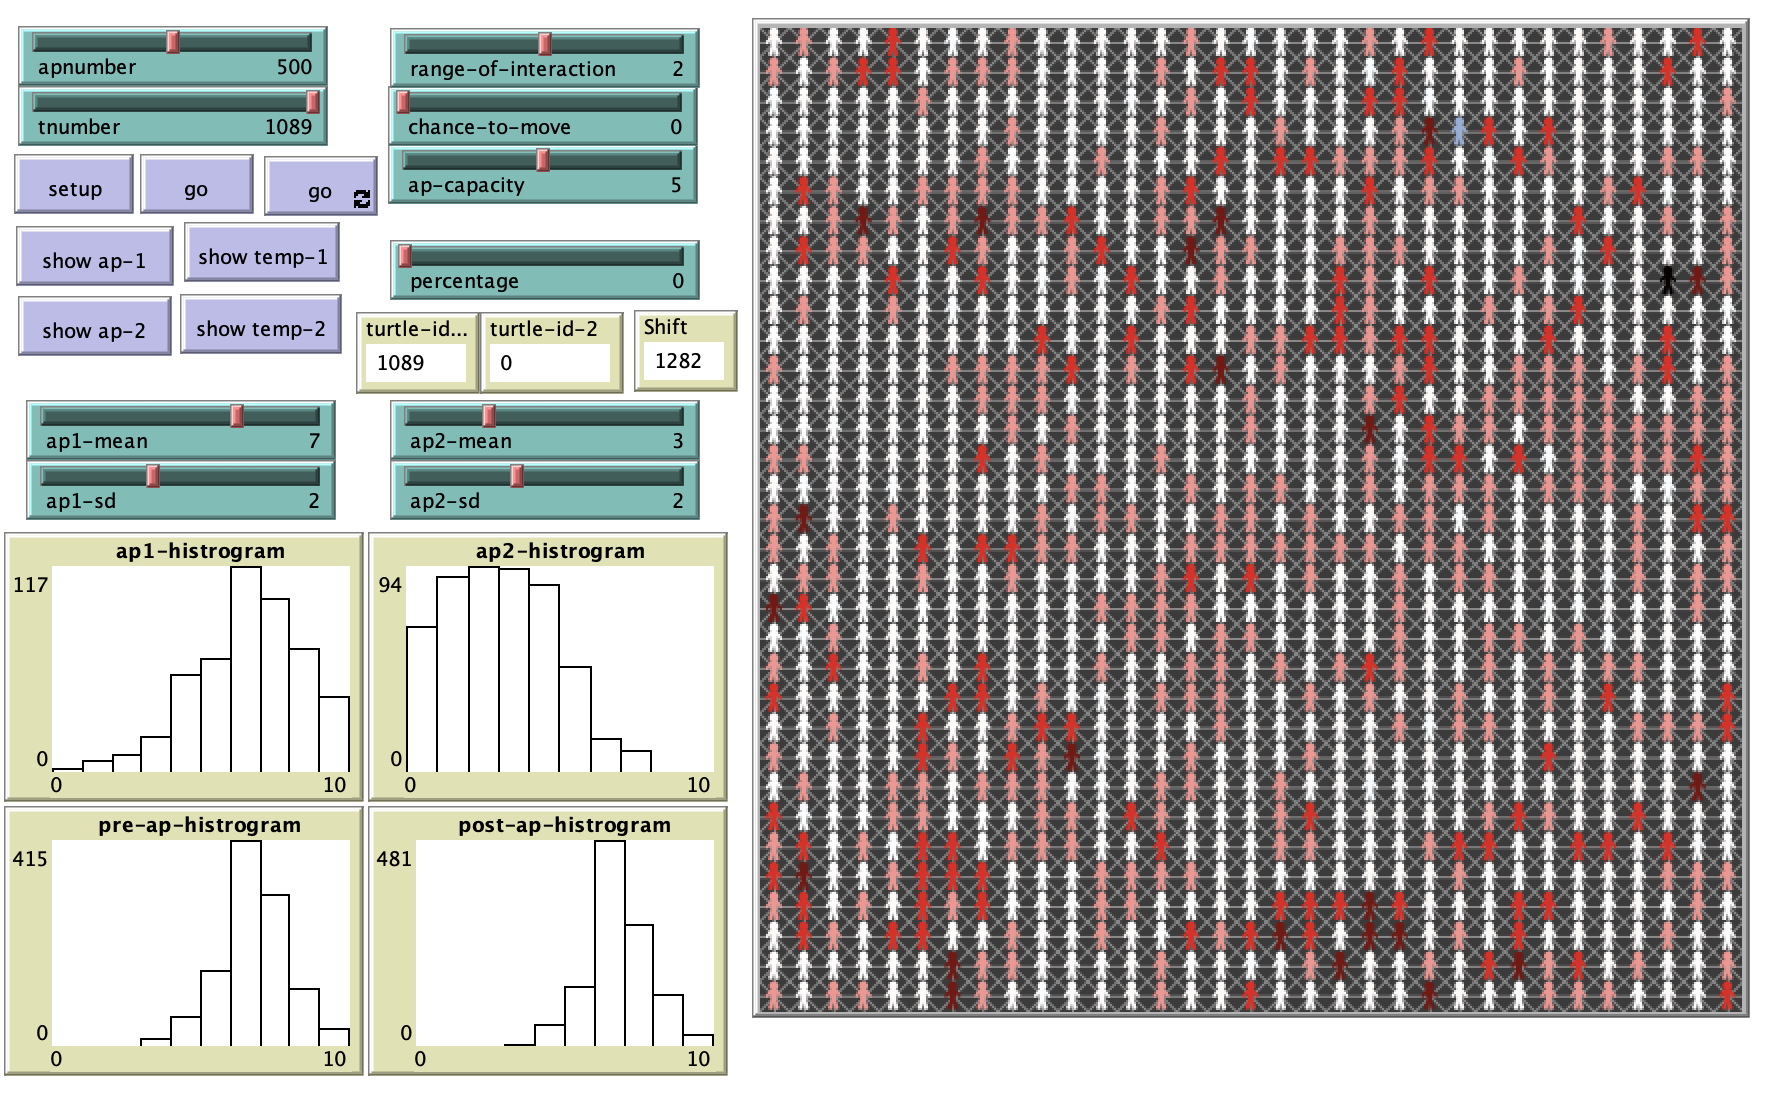 apnumber 500
tnumber 1089
range-of-interaction 2
chance-to-move 0
ap-capacity 5
setup
go
go
show ap-1
show temp-1
show ap-2
show temp-2
percentage 0
turtle-id...
1089
turtle-id-2
0
Shift
1282
ap1-mean 7
ap1-sd 2
ap2-mean 3
ap2-sd 2
ap1-histrogram
117
0
0 10
ap2-histrogram
94
0
0 10
pre-ap-histrogram
415
0
0 10
post-ap-histrogram
481
0
0 10